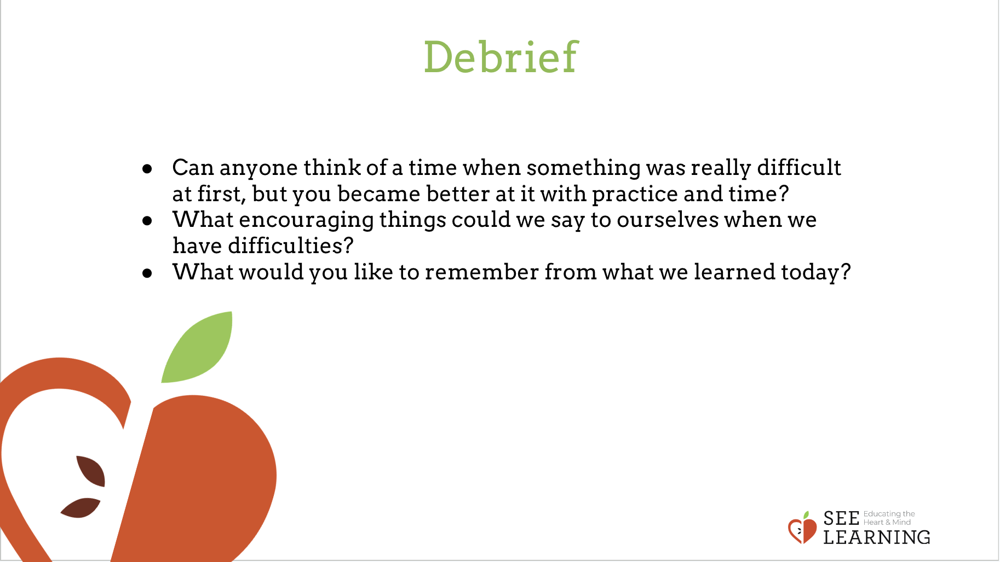 Debrief
● Can anyone think of a time when something was really difficult
at first, but you became better at it with practice and time?
● What encouraging things could we say to ourselves when we
have difficulties?
● What would you like to remember from what we learned today?
SEE Educating the
Heart & Mind
LEARNING